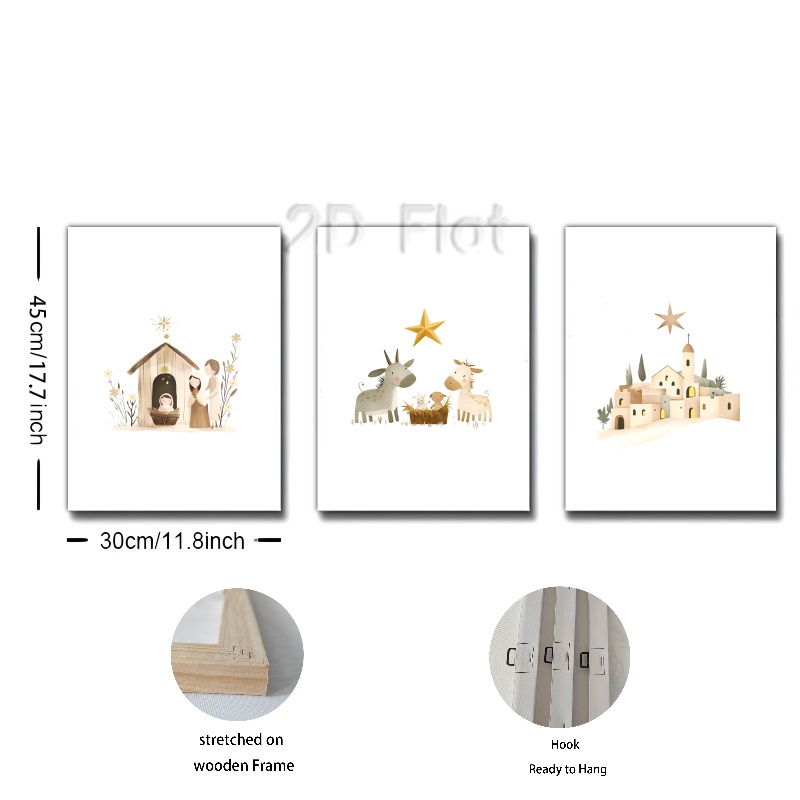 2D Flat
45cm/17.7inch
30cm/11.8inch
stretched on
wooden Frame
Hook
Ready to Hang